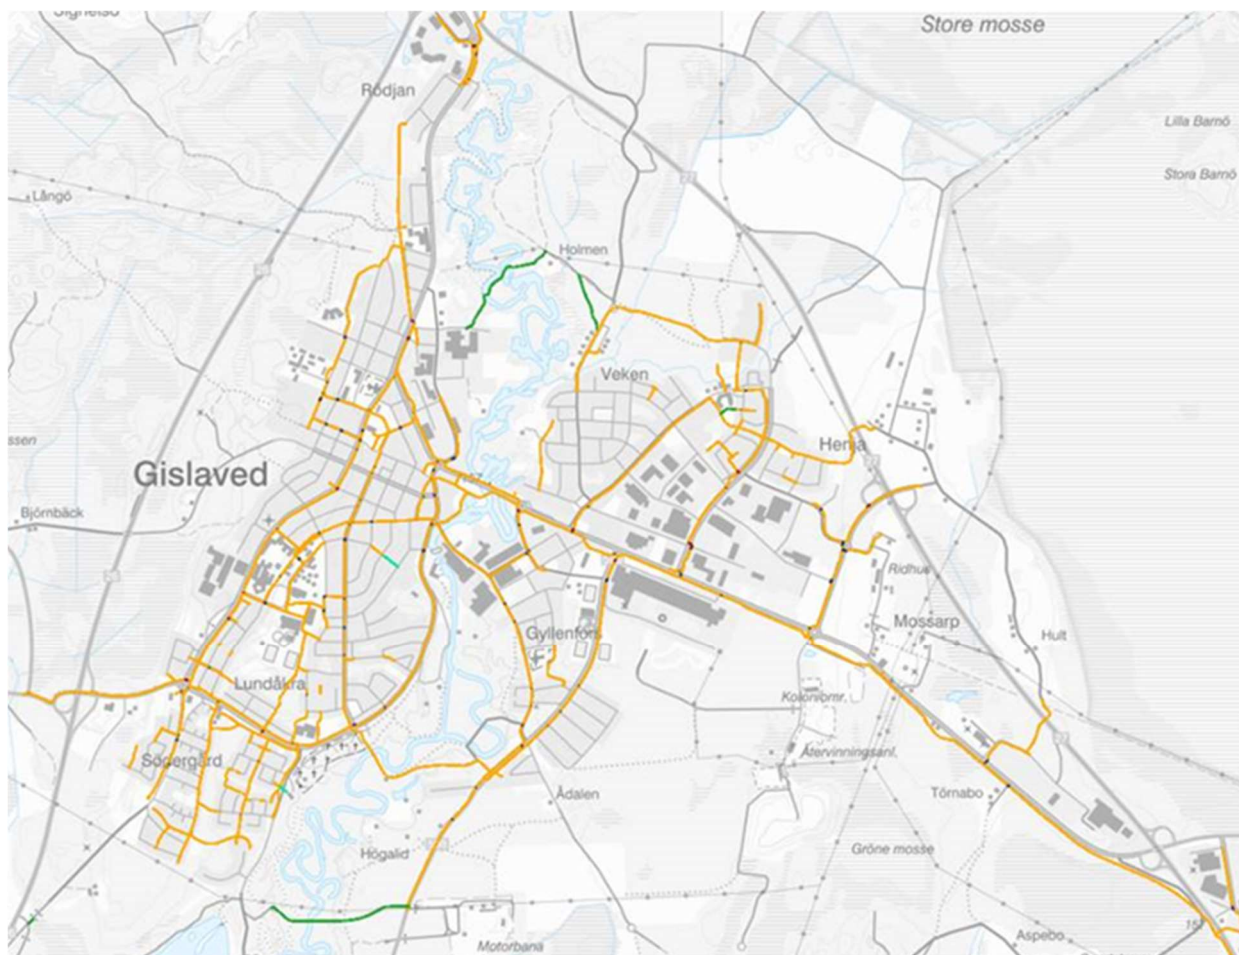 Store mosse
Rödjan
Lilla Barnö
Stora Barnö
Långö
Holmen
Veken
Henja
Gislaved
Björnbäck
Ridhus
Mossarp
Hult
Gyllenfors
Lundåkra
Koloniomr.
Återvinningsanl.
Södergård
Ådalen
Törnabo
Högalid
Gröne mosse
Motorbana
Aspebo